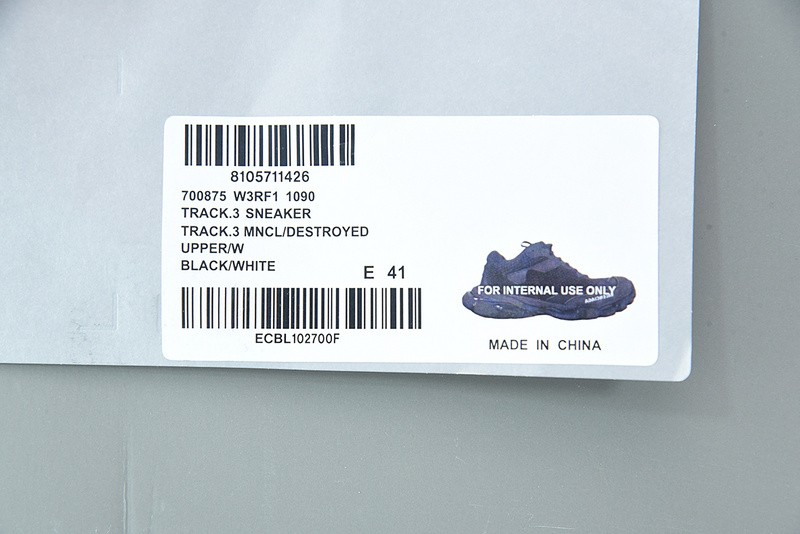 8105711426
700875 W3RF1 1090
TRACK.3 SNEAKER
TRACK.3 MNCL/DESTROYED
UPPER/W
BLACK/WHITE
E 41
ECBL102700F
FOR INTERNAL USE ONLY
MADE IN CHINA